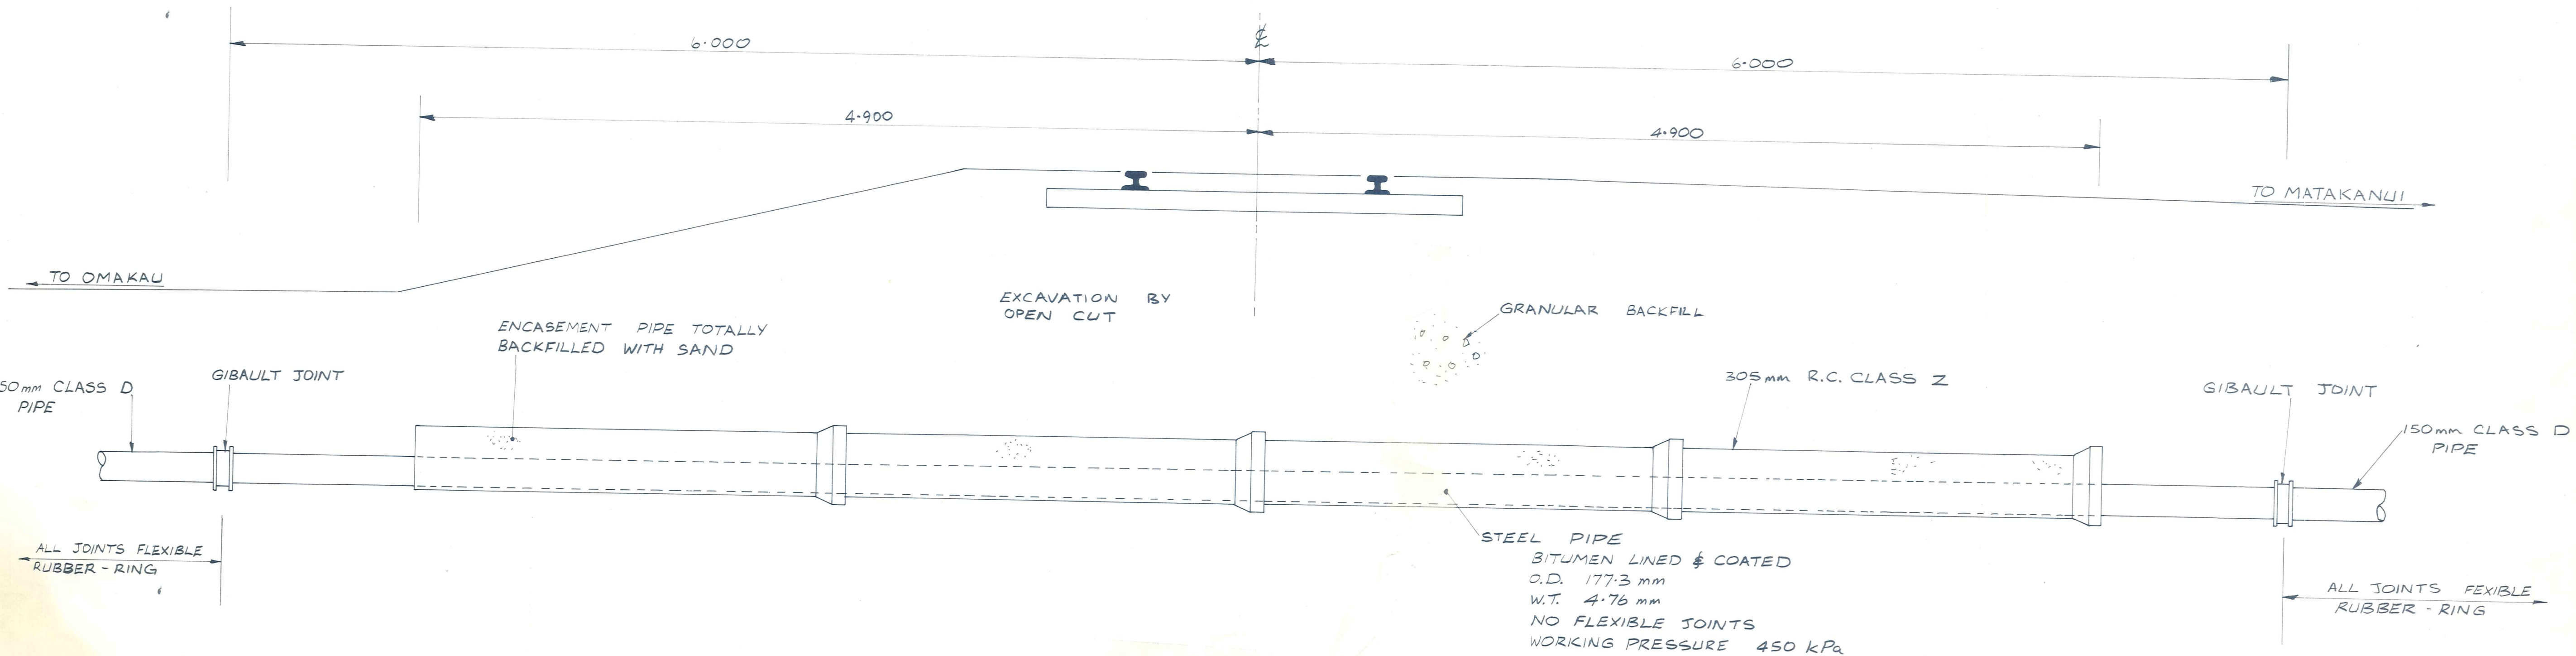 ℄
6.000
6.000
4.900
4.900
TO MATAKANUI
TO OMAKAU
EXCAVATION BY
OPEN CUT
GRANULAR BACKFILL
ENCASEMENT PIPE TOTALLY
BACKFILLED WITH SAND
50mm CLASS D
PIPE
GIBAULT JOINT
305mm R.C. CLASS Z
GIBAULT JOINT
150mm CLASS D
PIPE
ALL JOINTS FLEXIBLE
RUBBER - RING
STEEL PIPE
BITUMEN LINED & COATED
O.D. 177.3 mm
W.T. 4.76 mm
NO FLEXIBLE JOINTS
WORKING PRESSURE 450 kPa
ALL JOINTS FEXIBLE
RUBBER - RING